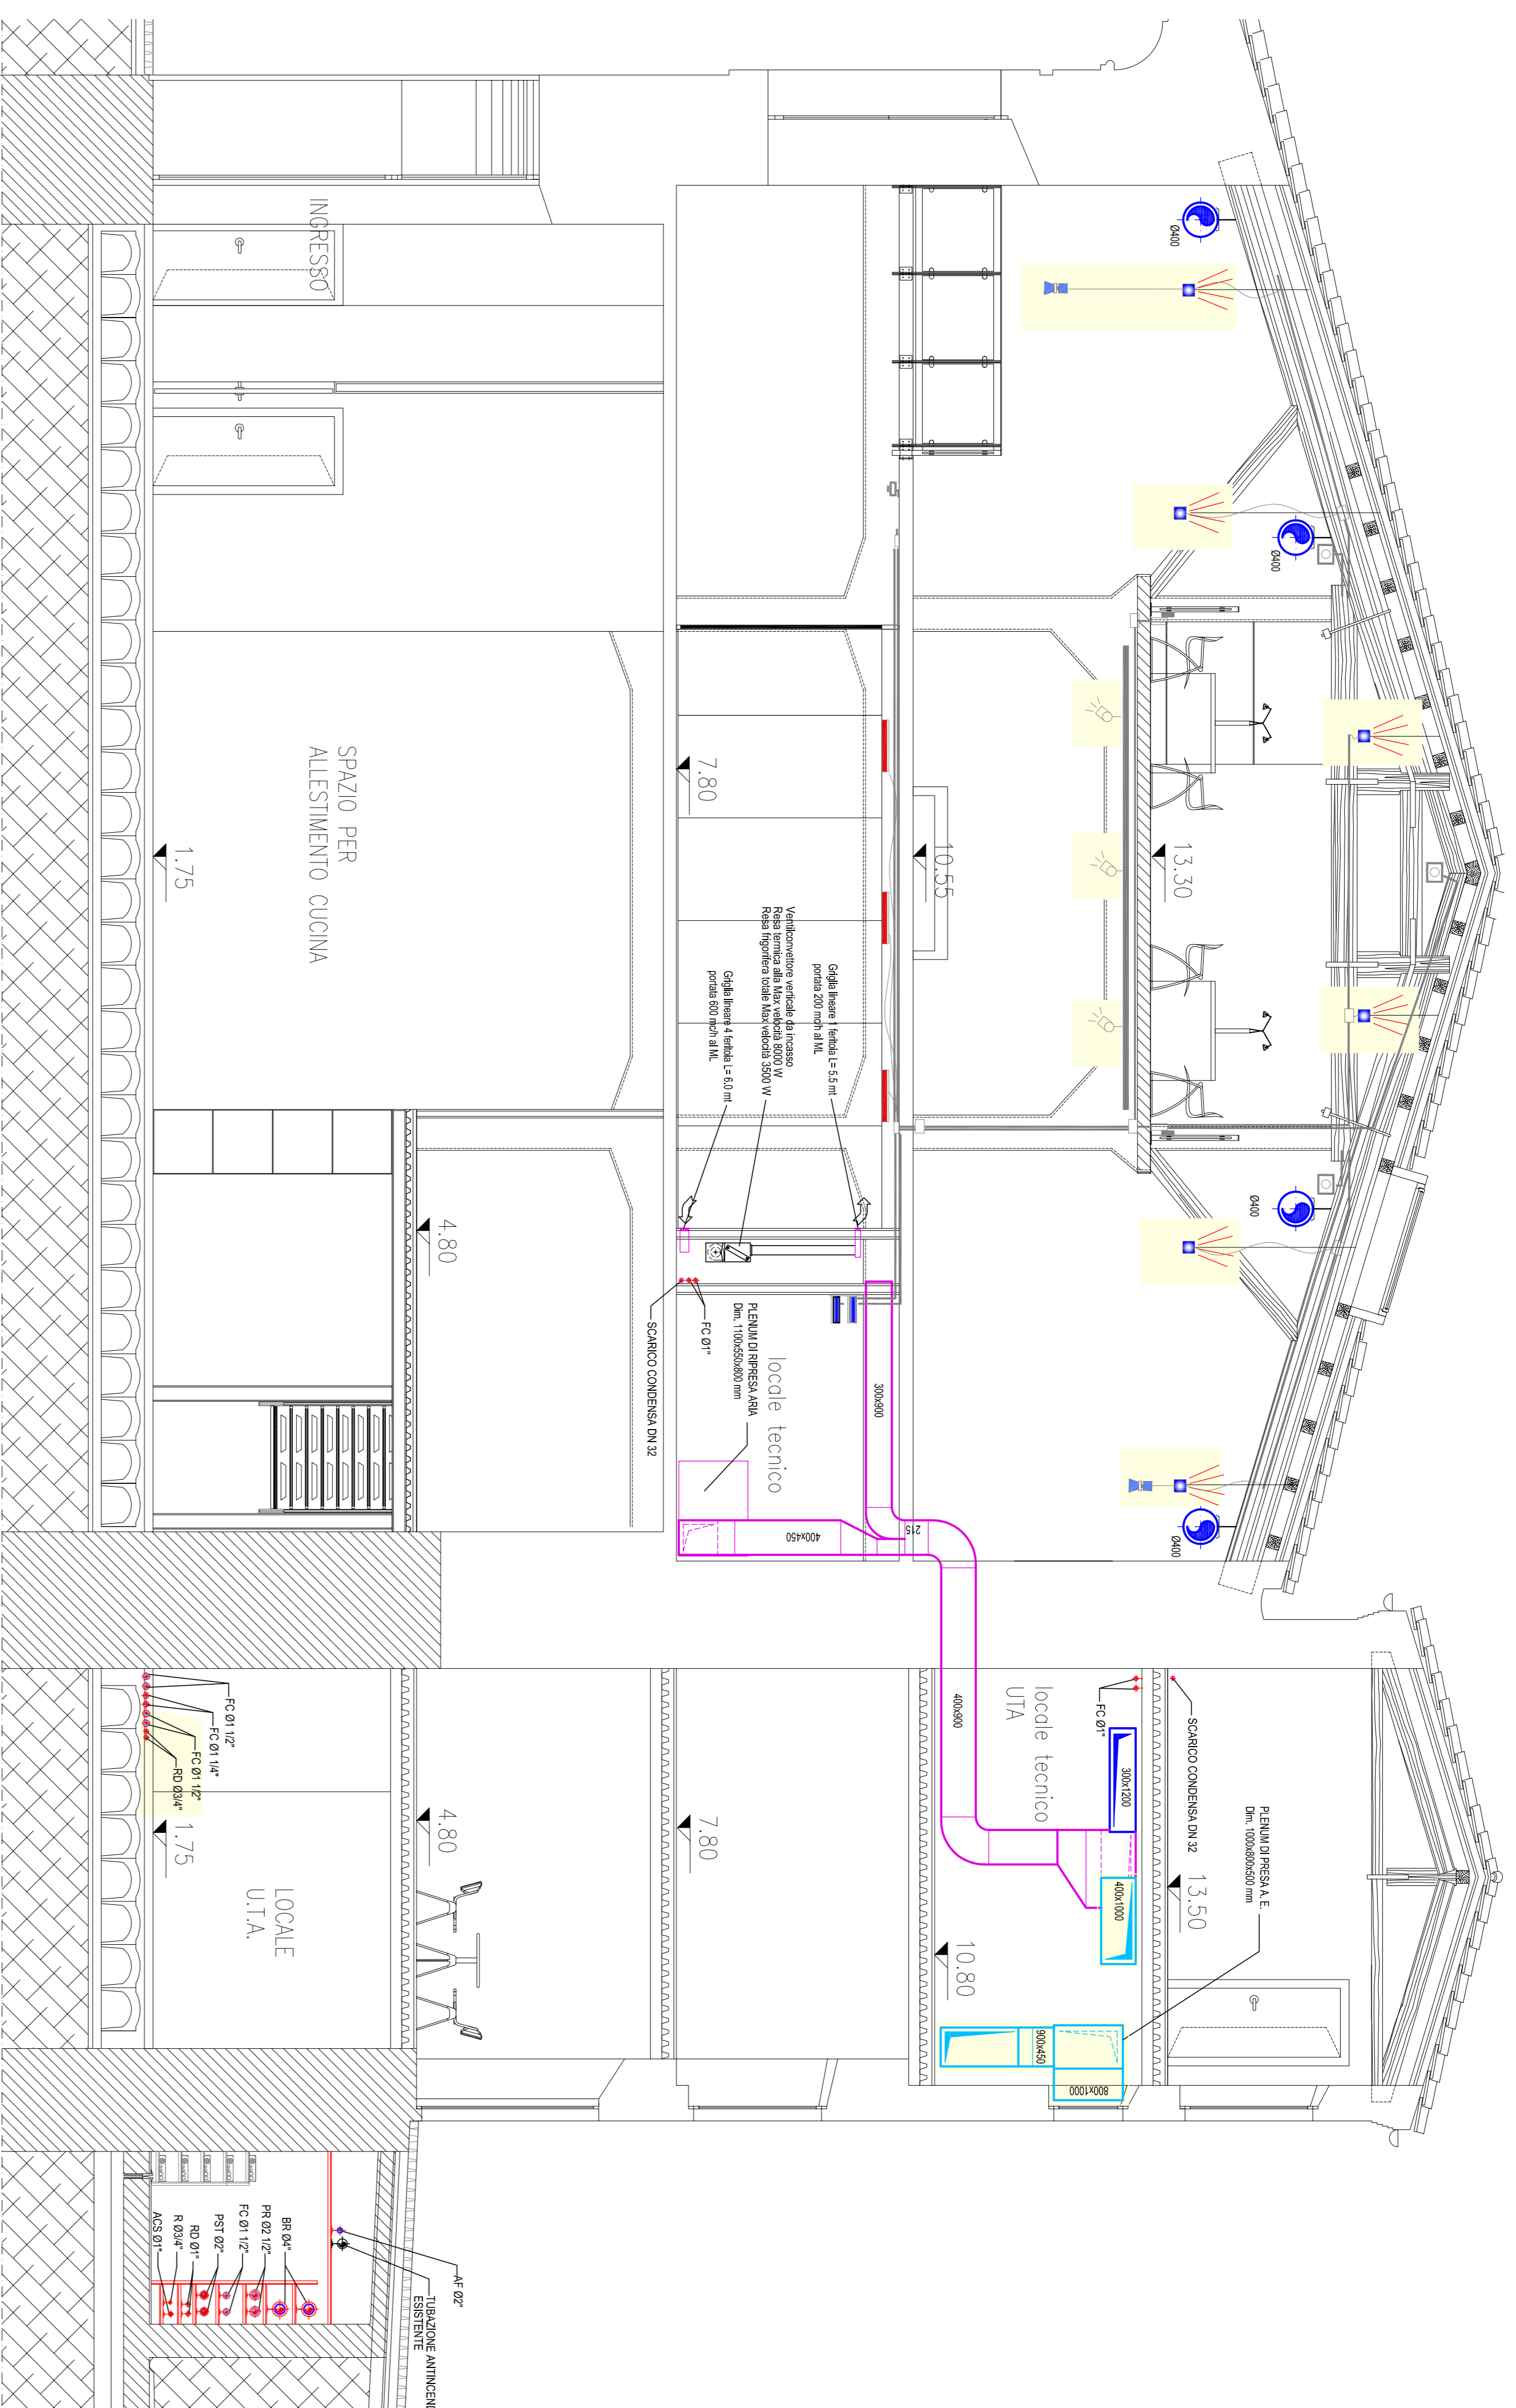 INGRESSO
SPAZIO PER
ALLESTIMENTO CUCINA
1.75
7.80
10.55
13.30
4.80
Ø400
Ø400
Ø400
Ø400
Griglia lineare 1 feritoia L= 5.5 mt
portata 200 mc/h al ML
Ventilconvettore verticale da incasso
Resa termica alla Max velocità 8000 W
Resa frigorifera totale Max velocità 3500 W
Griglia lineare 4 feritoia L= 6.0 mt
portata 600 mc/h al ML
FC Ø1"
SCARICO CONDENSA DN 32
PLENUM DI RIPRESA ARIA
Dim. 1100x550x800 mm
locale tecnico
300x900
400x450
215
400x900
locale tecnico
UTA
FC Ø1"
SCARICO CONDENSA DN 32
300x1200
400x1000
PLENUM DI PRESA A. E.
Dim. 1000x800x500 mm
13.50
10.80
900x450
800x1000
7.80
4.80
FC Ø1 1/2"
FC Ø1 1/4"
FC Ø1 1/2"
RD Ø3/4"
1.75
LOCALE
U.T.A.
BR Ø4"
PR Ø2 1/2"
FC Ø1 1/2"
PST Ø2"
RD Ø1"
R Ø3/4"
ACS Ø1"
AF Ø2"
TUBAZIONE ANTINCEND
ESISTENTE